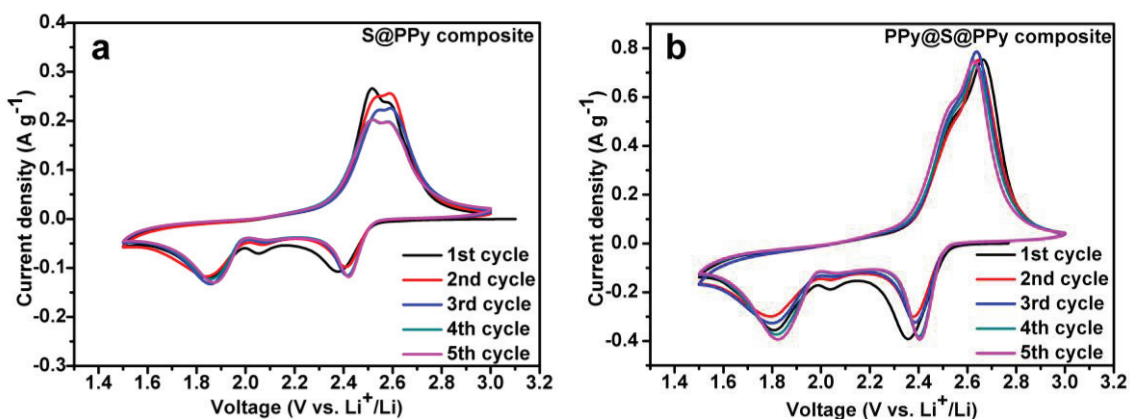 a
S@PPy composite
Current density (A g⁻¹)
0.4
0.3
0.2
0.1
0.0
-0.1
-0.2
-0.3
1st cycle
2nd cycle
3rd cycle
4th cycle
5th cycle
1.4 1.6 1.8 2.0 2.2 2.4 2.6 2.8 3.0 3.2
Voltage (V vs. Li⁺/Li)
b
PPy@S@PPy composite
Current density (A g⁻¹)
0.8
0.6
0.4
0.2
0.0
-0.2
-0.4
1st cycle
2nd cycle
3rd cycle
4th cycle
5th cycle
1.4 1.6 1.8 2.0 2.2 2.4 2.6 2.8 3.0 3.2
Voltage (V vs. Li⁺/Li)